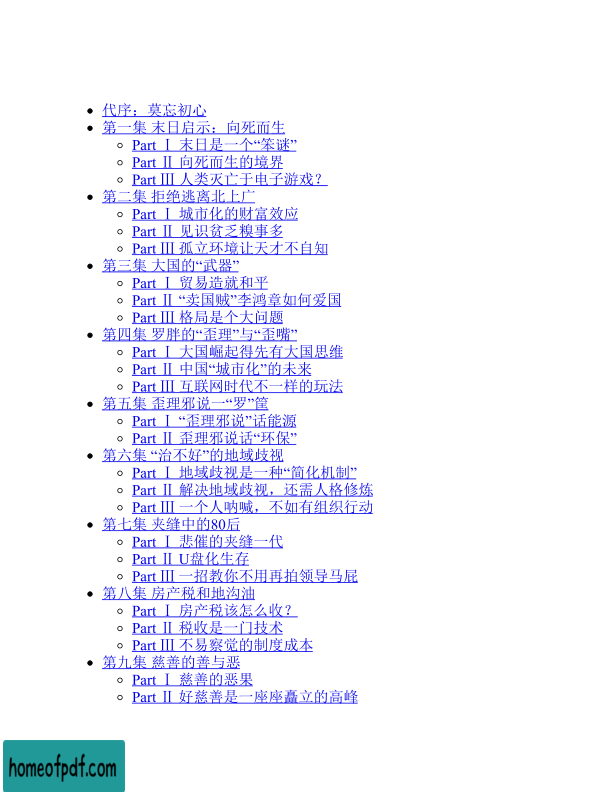 代序：莫忘初心
第一集 末日启示：向死而生
Part Ⅰ 末日是一个“笨谜”
Part Ⅱ 向死而生的境界
Part Ⅲ 人类灭亡于电子游戏？
第二集 拒绝逃离北上广
Part Ⅰ 城市化的财富效应
Part Ⅱ 见识贫乏糗事多
Part Ⅲ 孤立环境让天才不自知
第三集 大国的“武器”
Part Ⅰ 贸易造就和平
Part Ⅱ “卖国贼”李鸿章如何爱国
Part Ⅲ 格局是个大问题
第四集 罗胖的“歪理”与“歪嘴”
Part Ⅰ 大国崛起得先有大国思维
Part Ⅱ 中国“城市化”的未来
Part Ⅲ 互联网时代不一样的玩法
第五集 歪理邪说一“罗”筐
Part Ⅰ “歪理邪说”话能源
Part Ⅱ 歪理邪说话“环保”
第六集 “治不好”的地域歧视
Part Ⅰ 地域歧视是一种“简化机制”
Part Ⅱ 解决地域歧视，还需人格修炼
Part Ⅲ 一个人呐喊，不如有组织行动
第七集 夹缝中的80后
Part Ⅰ 悲催的夹缝一代
Part Ⅱ U盘化生存
Part Ⅲ 一招教你不用再拍领导马屁
第八集 房产税和地沟油
Part Ⅰ 房产税该怎么收？
Part Ⅱ 税收是一门技术
Part Ⅲ 不易察觉的制度成本
第九集 慈善的善与恶
Part Ⅰ 慈善的恶果
Part Ⅱ 好慈善是一座座矗立的高峰
homeofpdf.com